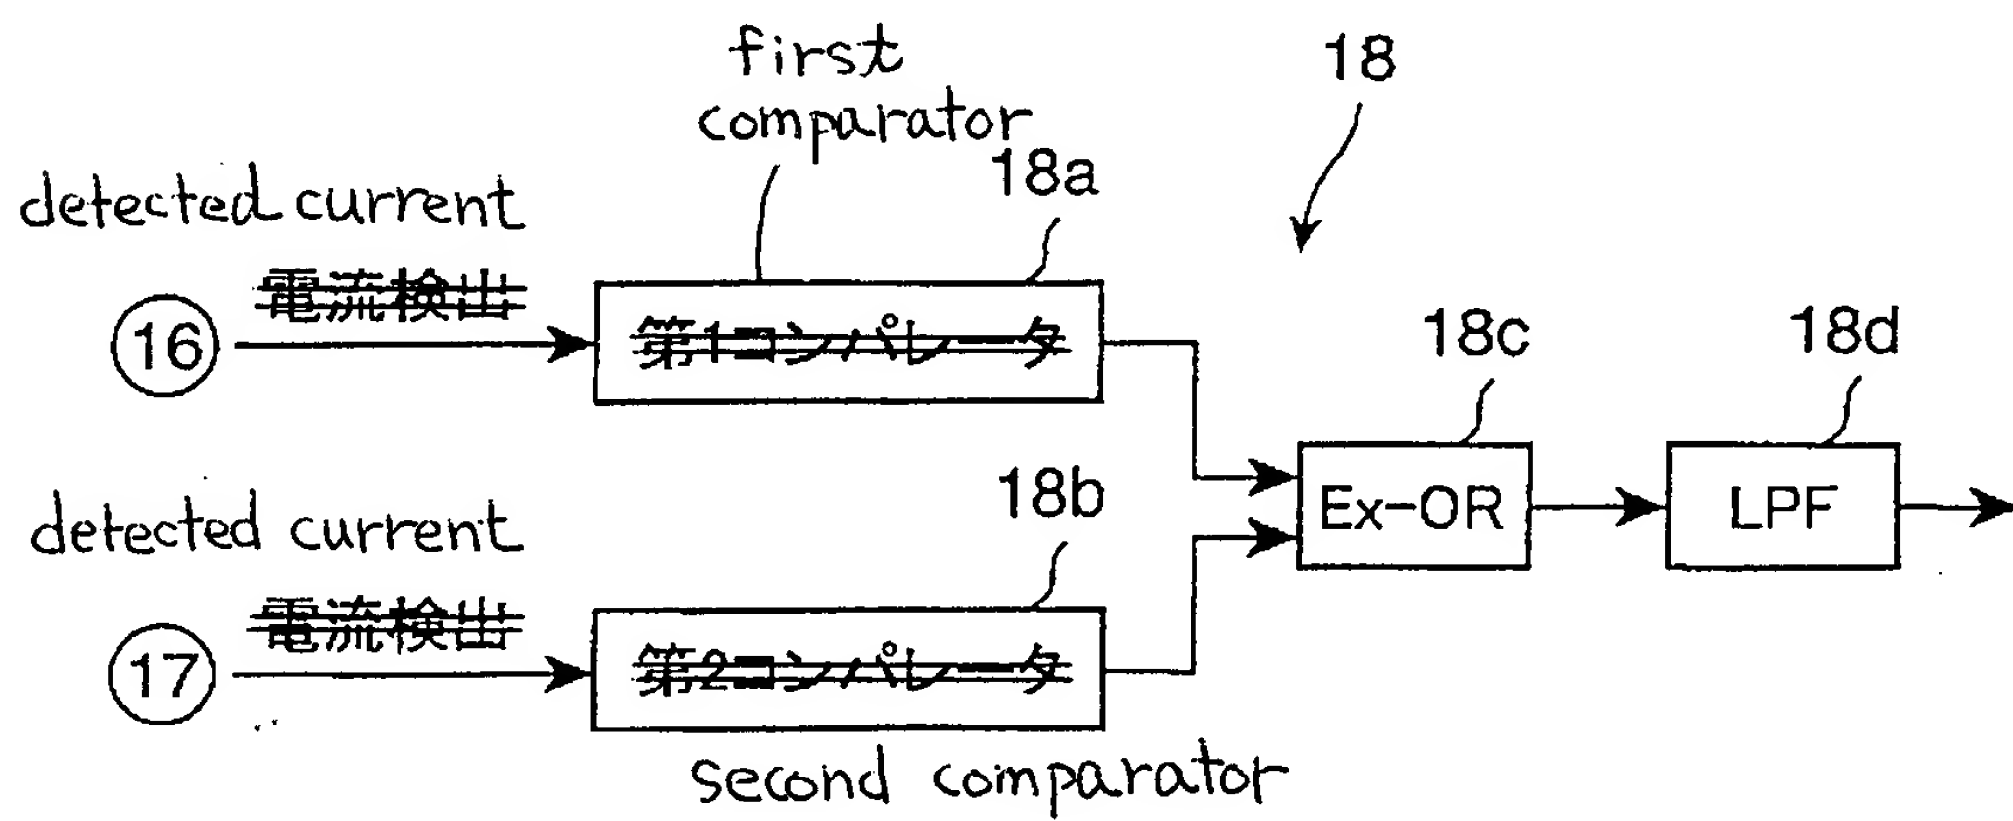 first
comparator
18
18a
detected current
電流検出
16
第1コンパレータ
18c
18d
Ex-OR
LPF
18b
detected current
電流検出
17
第2コンパレータ
second comparator